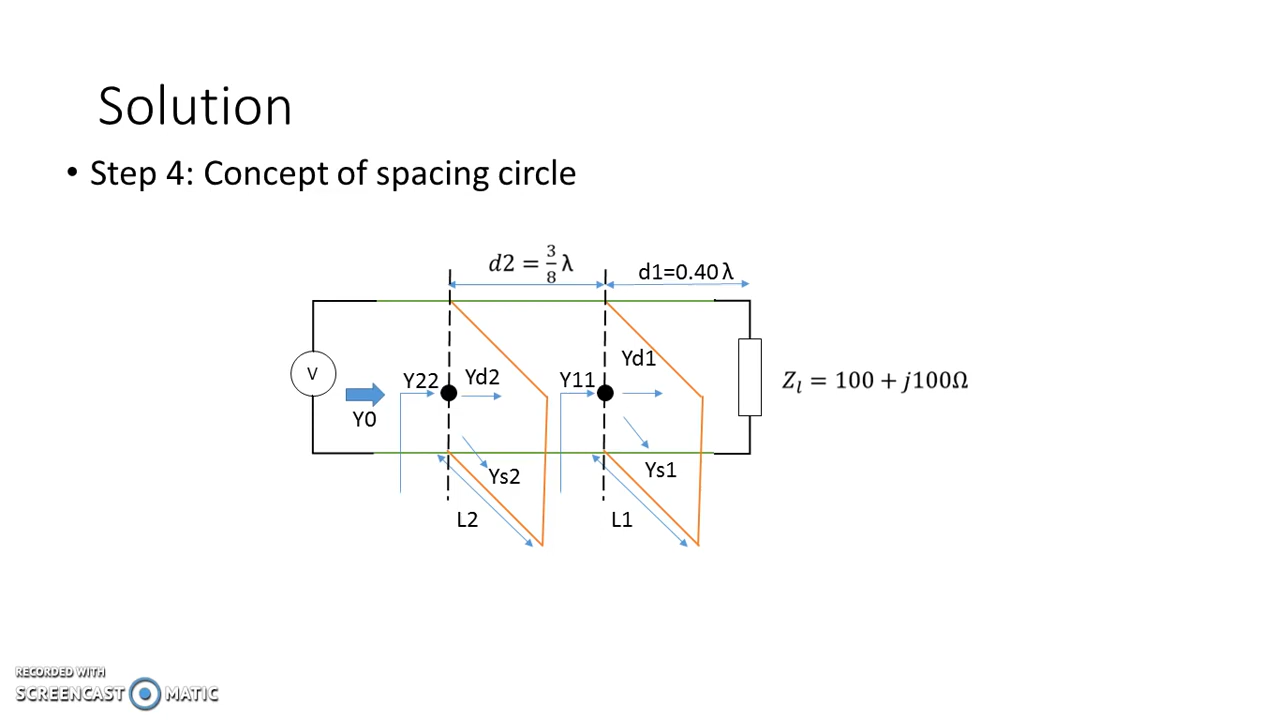 Solution
• Step 4: Concept of spacing circle
d2 = 3/8 λ
d1=0.40λ
V
Y0
Y22
Yd2
Y11
Yd1
Z_l = 100 + j100Ω
Ys2
Ys1
L2
L1
RECORDED WITH
SCREENCAST MATIC